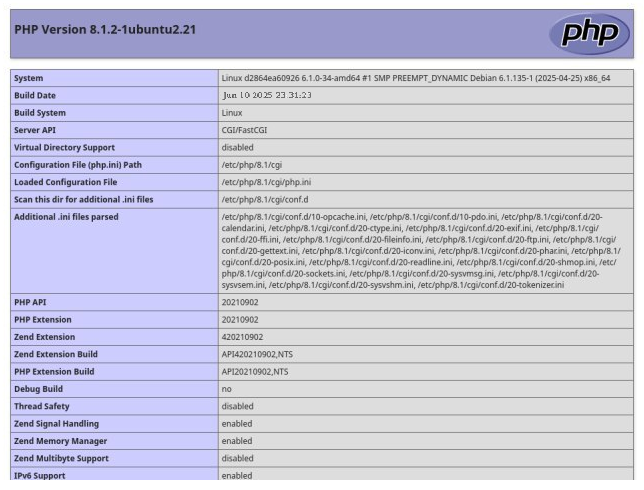 PHP Version 8.1.2-1ubuntu2.21
php
System Linux d2864ea60926 6.1.0-34-amd64 #1 SMP PREEMPT_DYNAMIC Debian 6.1.135-1 (2025-04-25) x86_64
Build Date Jun 10 2025 23:31:23
Build System Linux
Server API CGI/FastCGI
Virtual Directory Support disabled
Configuration File (php.ini) Path /etc/php/8.1/cgi
Loaded Configuration File /etc/php/8.1/cgi/php.ini
Scan this dir for additional .ini files /etc/php/8.1/cgi/conf.d
Additional .ini files parsed /etc/php/8.1/cgi/conf.d/10-opcache.ini, /etc/php/8.1/cgi/conf.d/10-pdo.ini, /etc/php/8.1/cgi/conf.d/20-
calendar.ini, /etc/php/8.1/cgi/conf.d/20-ctype.ini, /etc/php/8.1/cgi/conf.d/20-exif.ini, /etc/php/8.1/cgi/
conf.d/20-ffi.ini, /etc/php/8.1/cgi/conf.d/20-fileinfo.ini, /etc/php/8.1/cgi/conf.d/20-ftp.ini, /etc/php/8.1/cgi/
conf.d/20-gettext.ini, /etc/php/8.1/cgi/conf.d/20-iconv.ini, /etc/php/8.1/cgi/conf.d/20-phar.ini, /etc/php/8.1/
cgi/conf.d/20-posix.ini, /etc/php/8.1/cgi/conf.d/20-readline.ini, /etc/php/8.1/cgi/conf.d/20-shmop.ini, /etc/
php/8.1/cgi/conf.d/20-sockets.ini, /etc/php/8.1/cgi/conf.d/20-sysvmsg.ini, /etc/php/8.1/cgi/conf.d/20-
sysvsem.ini, /etc/php/8.1/cgi/conf.d/20-sysvshm.ini, /etc/php/8.1/cgi/conf.d/20-tokenizer.ini
PHP API 20210902
PHP Extension 20210902
Zend Extension 420210902
Zend Extension Build API420210902,NTS
PHP Extension Build API20210902,NTS
Debug Build no
Thread Safety disabled
Zend Signal Handling enabled
Zend Memory Manager enabled
Zend Multibyte Support disabled
IPv6 Support enabled